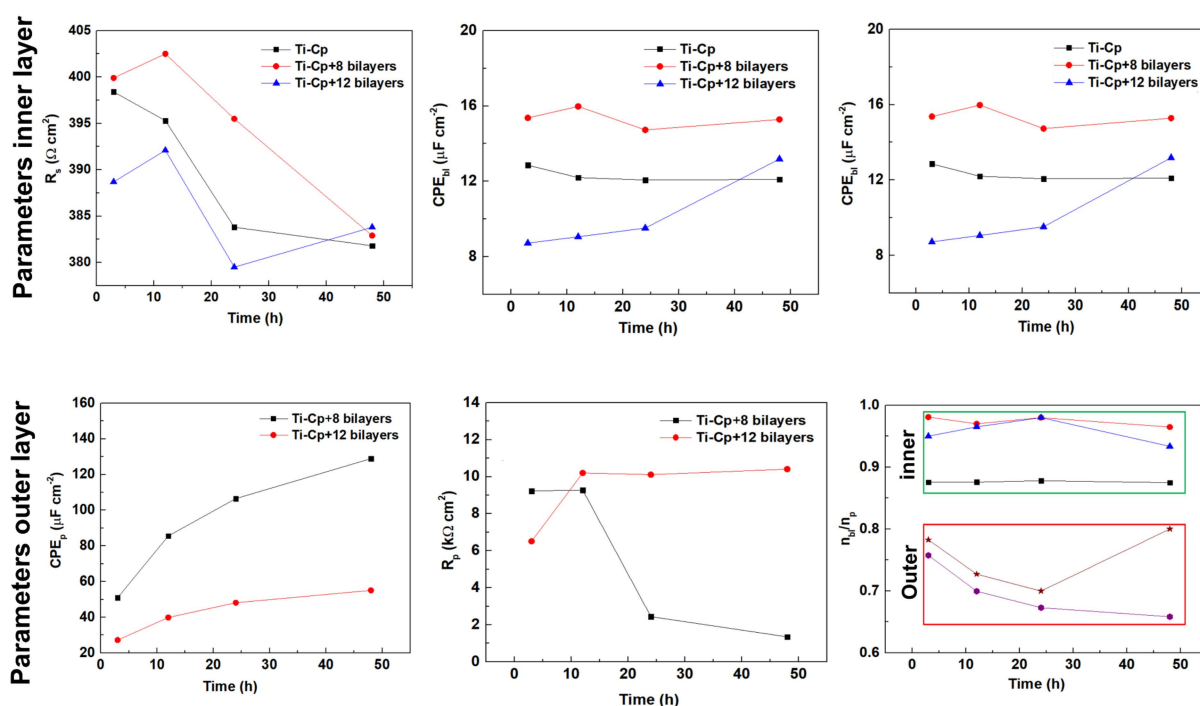 Parameters inner layer
400
395
390
385
380
0
10
20
30
40
50
R_s (Ω cm²)
Time (h)
Ti-Cp
Ti-Cp+8 bilayers
Ti-Cp+12 bilayers
20
16
12
8
0
10
20
30
40
50
CPE_bl (μF cm⁻²)
Time (h)
Ti-Cp
Ti-Cp+8 bilayers
Ti-Cp+12 bilayers
20
16
12
8
0
10
20
30
40
50
CPE_bl (μF cm⁻²)
Time (h)
Ti-Cp
Ti-Cp+8 bilayers
Ti-Cp+12 bilayers
Parameters outer layer
160
140
120
100
80
60
40
20
0
10
20
30
40
50
CPE_p (μF cm⁻²)
Time (h)
Ti-Cp+8 bilayers
Ti-Cp+12 bilayers
14
12
10
8
6
4
2
0
0
10
20
30
40
50
R_p (kΩ cm²)
Time (h)
Ti-Cp+8 bilayers
Ti-Cp+12 bilayers
1.0
0.9
0.8
0.7
0.6
0
10
20
30
40
50
n_bl/n_p
Time (h)
inner
Outer